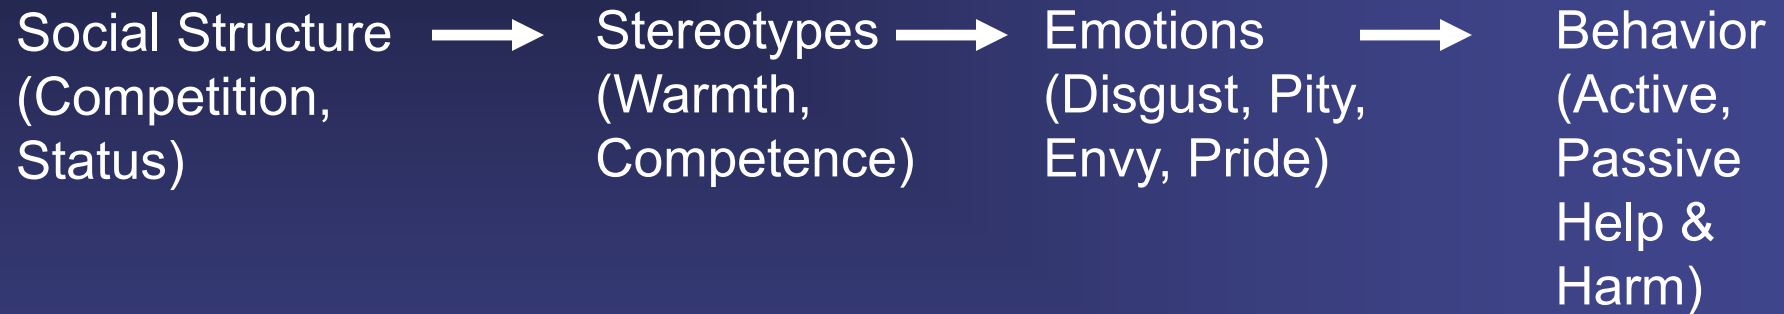 Social Structure
(Competition,
Status)
Stereotypes
(Warmth,
Competence)
Emotions
(Disgust, Pity,
Envy, Pride)
Behavior
(Active,
Passive
Help &
Harm)